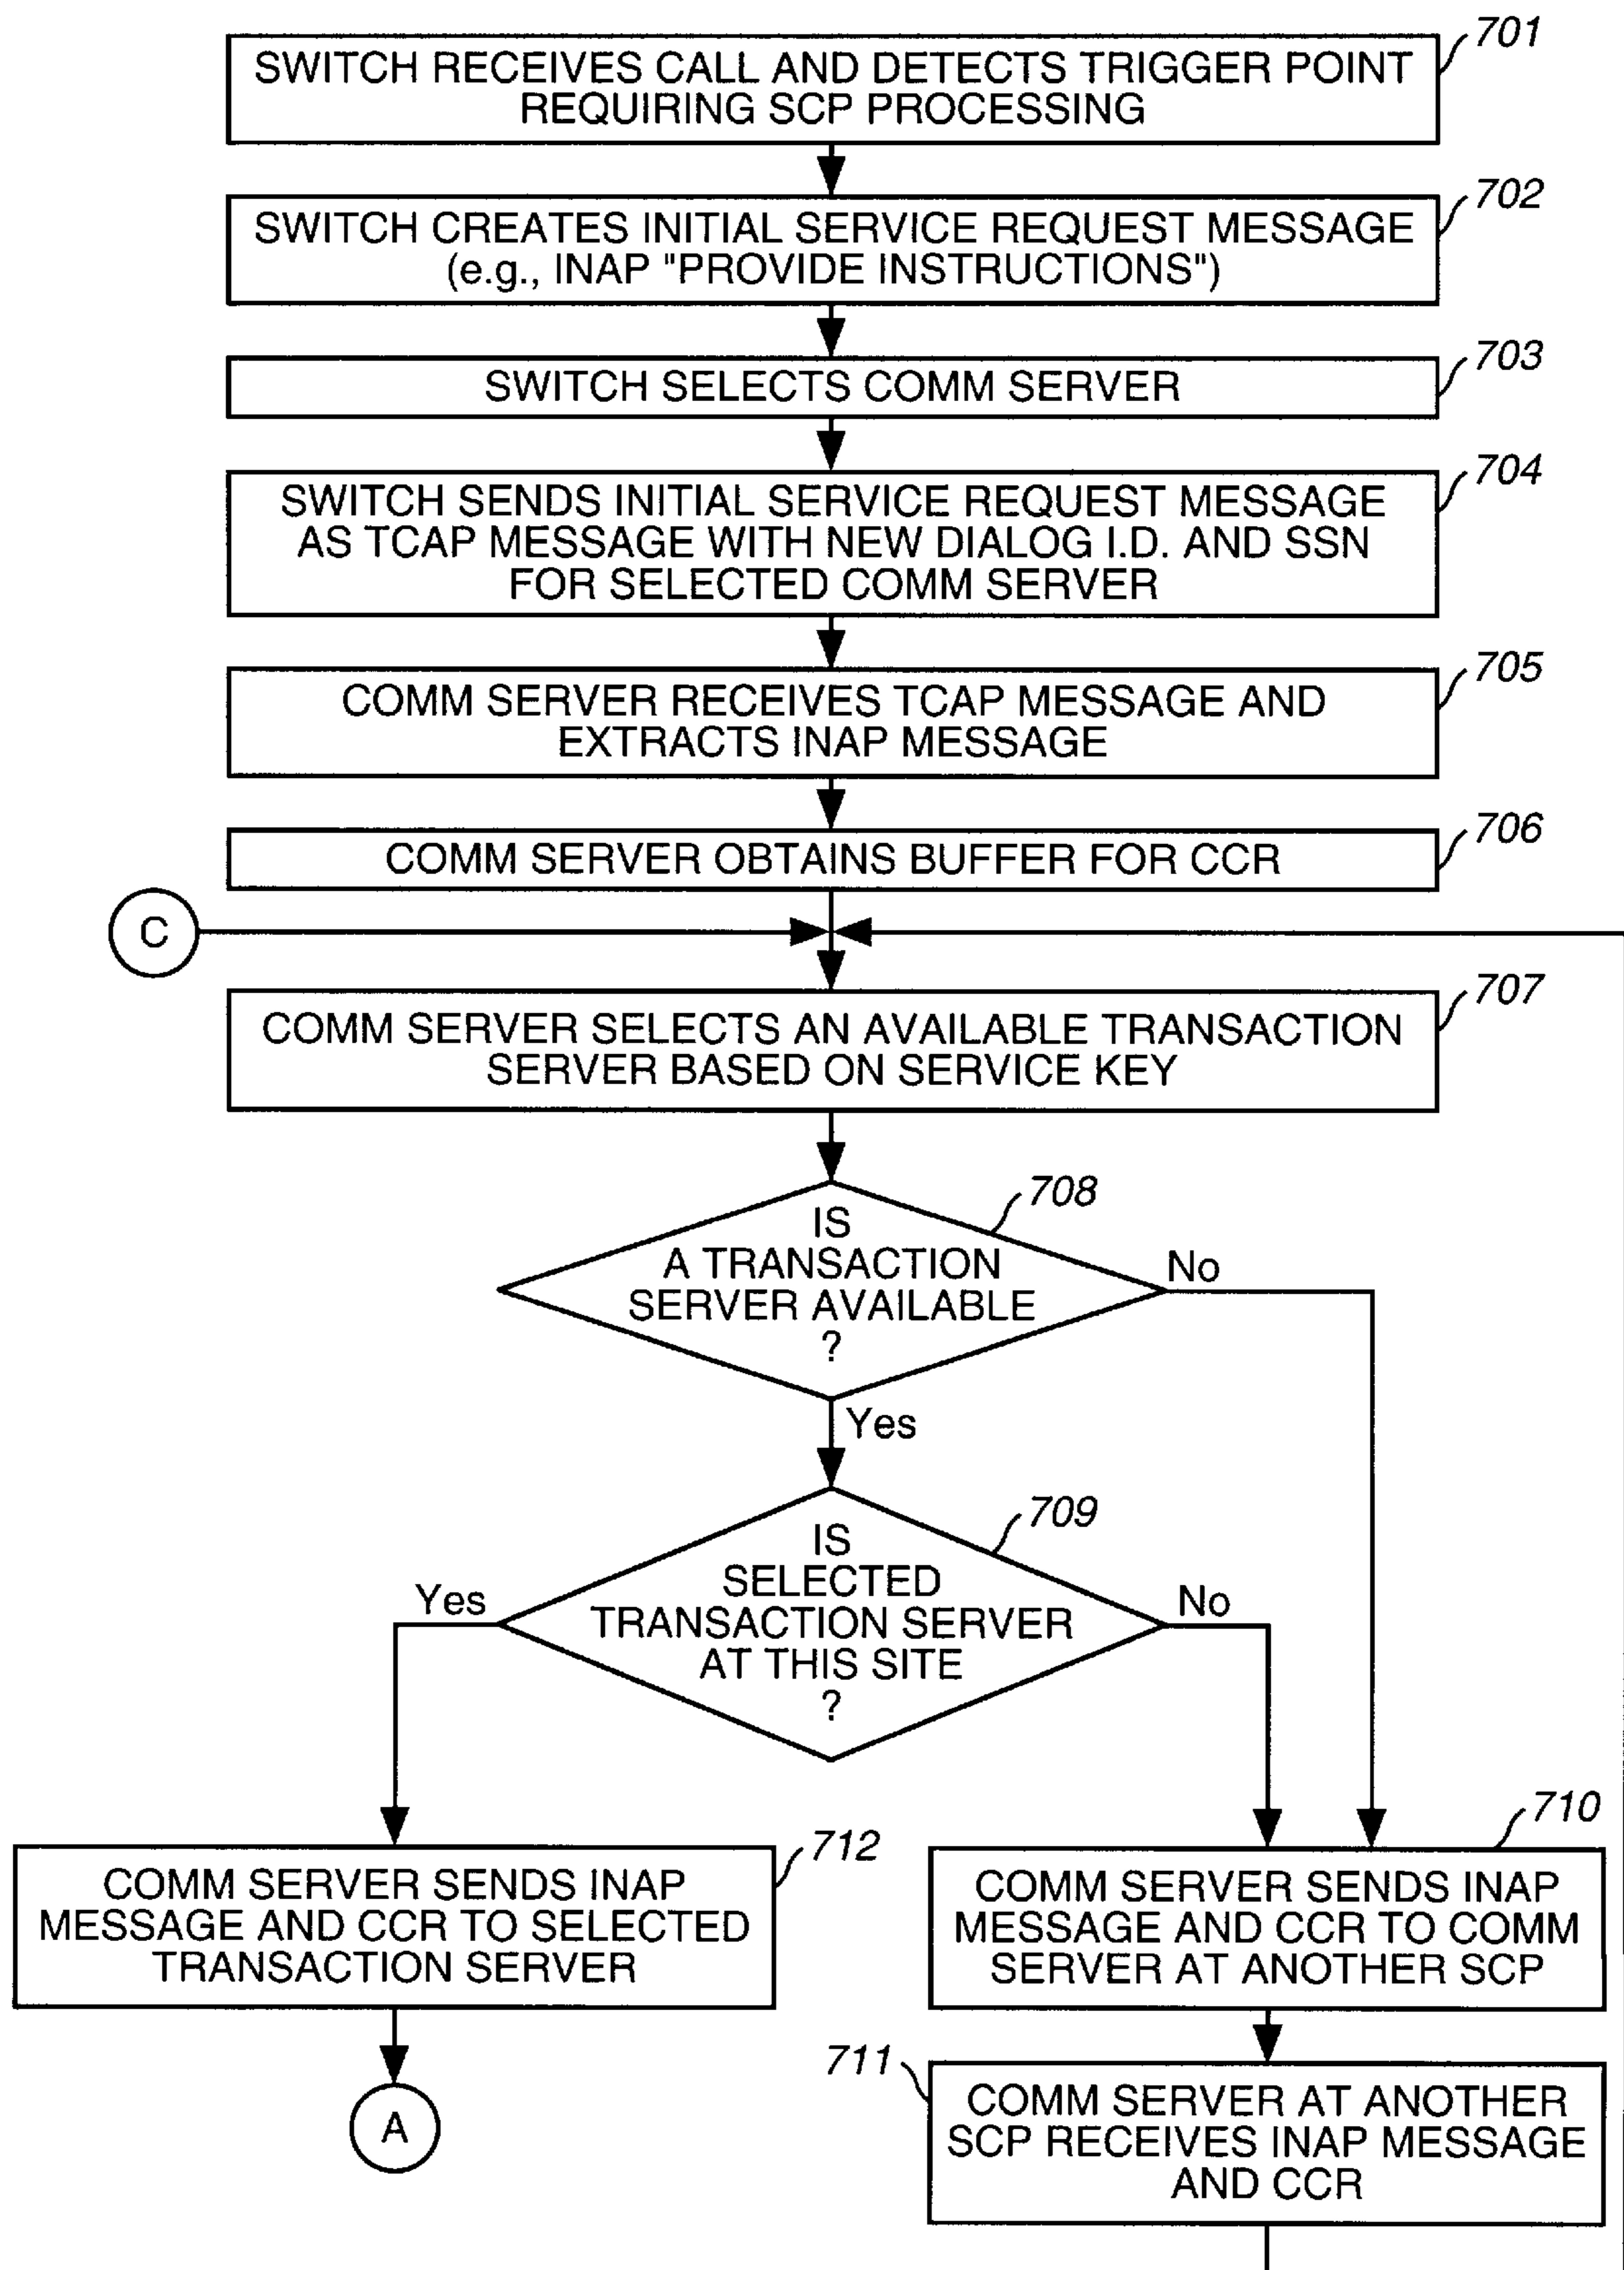 701
SWITCH RECEIVES CALL AND DETECTS TRIGGER POINT
REQUIRING SCP PROCESSING
702
SWITCH CREATES INITIAL SERVICE REQUEST MESSAGE
(e.g., INAP "PROVIDE INSTRUCTIONS")
703
SWITCH SELECTS COMM SERVER
704
SWITCH SENDS INITIAL SERVICE REQUEST MESSAGE
AS TCAP MESSAGE WITH NEW DIALOG I.D. AND SSN
FOR SELECTED COMM SERVER
705
COMM SERVER RECEIVES TCAP MESSAGE AND
EXTRACTS INAP MESSAGE
706
COMM SERVER OBTAINS BUFFER FOR CCR
C
707
COMM SERVER SELECTS AN AVAILABLE TRANSACTION
SERVER BASED ON SERVICE KEY
708
IS
A TRANSACTION
SERVER AVAILABLE
?
No
Yes
709
IS
SELECTED
TRANSACTION SERVER
AT THIS SITE
?
Yes
No
712
COMM SERVER SENDS INAP
MESSAGE AND CCR TO SELECTED
TRANSACTION SERVER
A
710
COMM SERVER SENDS INAP
MESSAGE AND CCR TO COMM
SERVER AT ANOTHER SCP
711
COMM SERVER AT ANOTHER
SCP RECEIVES INAP MESSAGE
AND CCR